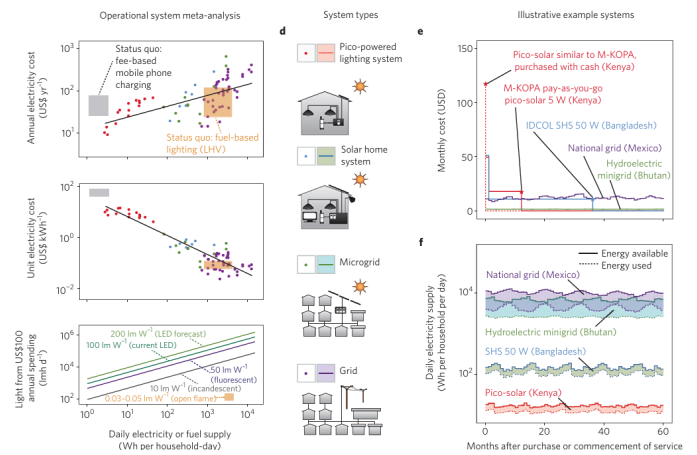 Operational system meta-analysis
d
System types
e
Illustrative example systems
Annual electricity cost
(US$ yr⁻¹)
10³
10²
10¹
Status quo:
fee-based
mobile phone
charging
Status quo: fuel-based
lighting (LHV)
Unit electricity cost
(US$ kWh⁻¹)
10²
10⁰
10⁻²
Light from US$100
annual spending
(lmh d⁻¹)
10⁶
10⁴
10²
200 lm W⁻¹ (LED forecast)
100 lm W⁻¹ (current LED)
50 lm W⁻¹
(fluorescent)
10 lm W⁻¹ (incandescent)
0.03–0.05 lm W⁻¹ (open flame)
10⁰ 10¹ 10² 10³ 10⁴
Daily electricity or fuel supply
(Wh per household-day)
Pico-powered
lighting system
Solar home
system
Microgrid
Grid
Monthly cost (USD)
150
100
50
0
Pico-solar similar to M-KOPA,
purchased with cash (Kenya)
M-KOPA pay-as-you-go
pico-solar 5 W (Kenya)
IDCOL SHS 50 W (Bangladesh)
National grid (Mexico)
Hydroelectric
minigrid (Bhutan)
f
Daily electricity supply
(Wh per household per day)
10⁴
10²
Energy available
Energy used
National grid (Mexico)
Hydroelectric minigrid (Bhutan)
SHS 50 W (Bangladesh)
Pico-solar (Kenya)
0 20 40 60
Months after purchase or commencement of service